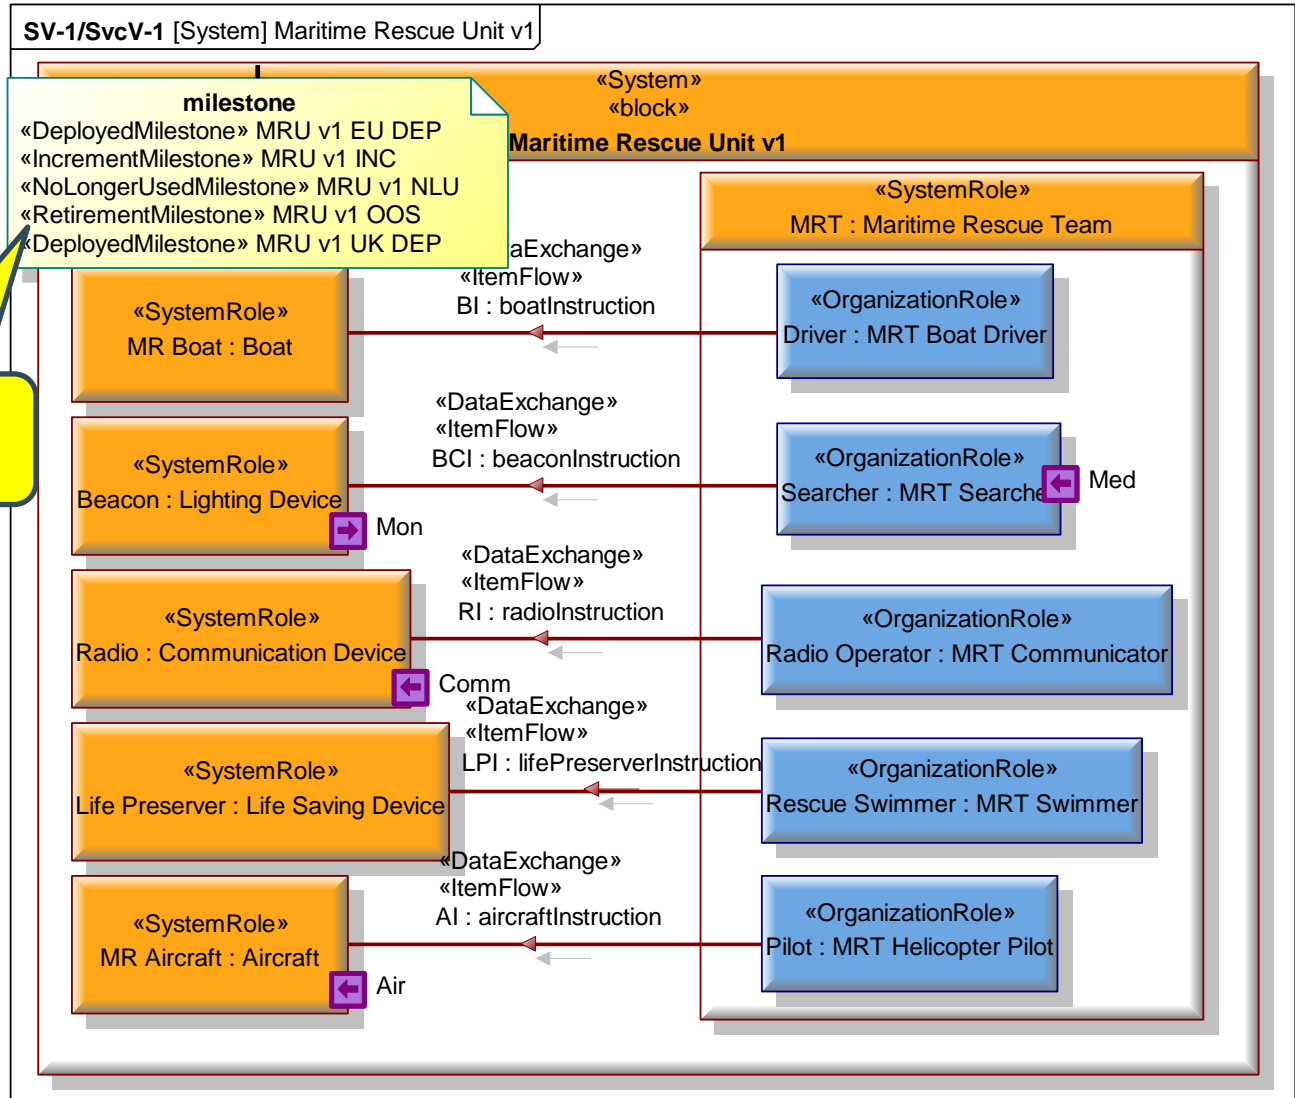 SV-1/SvcV-1 [System] Maritime Rescue Unit v1
«System»
«block»
Maritime Rescue Unit v1
milestone
«DeployedMilestone» MRU v1 EU DEP
«IncrementMilestone» MRU v1 INC
«NoLongerUsedMilestone» MRU v1 NLU
«RetirementMilestone» MRU v1 OOS
«DeployedMilestone» MRU v1 UK DEP
«SystemRole»
MRT : Maritime Rescue Team
aExchange»
«ItemFlow»
BI : boatInstruction
«SystemRole»
MR Boat : Boat
«OrganizationRole»
Driver : MRT Boat Driver
«DataExchange»
«ItemFlow»
BCI : beaconInstruction
«SystemRole»
Beacon : Lighting Device
Mon
«OrganizationRole»
Searcher : MRT Searche
Med
«DataExchange»
«ItemFlow»
RI : radioInstruction
«SystemRole»
Radio : Communication Device
Comm
«OrganizationRole»
Radio Operator : MRT Communicator
«DataExchange»
«ItemFlow»
LPI : lifePreserverInstruction
«SystemRole»
Life Preserver : Life Saving Device
«OrganizationRole»
Rescue Swimmer : MRT Swimmer
«DataExchange»
«ItemFlow»
AI : aircraftInstruction
«SystemRole»
MR Aircraft : Aircraft
Air
«OrganizationRole»
Pilot : MRT Helicopter Pilot